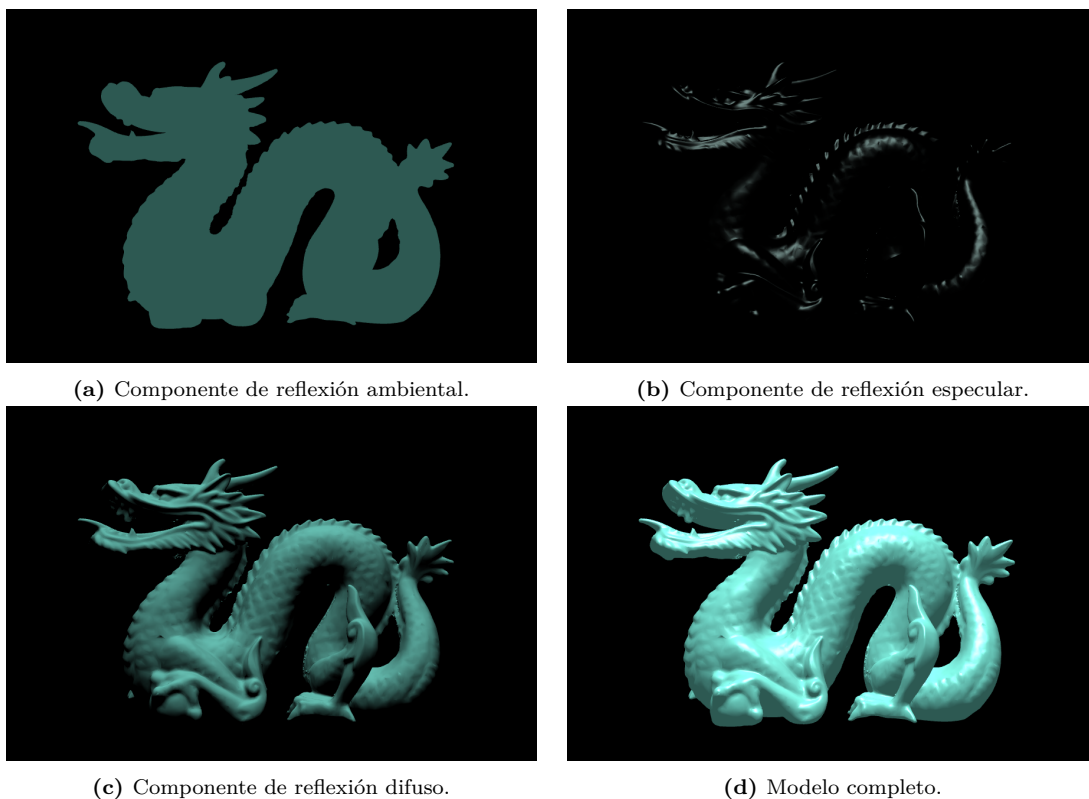 (a) Componente de reflexión ambiental.
(b) Componente de reflexión especular.
(c) Componente de reflexión difuso.
(d) Modelo completo.